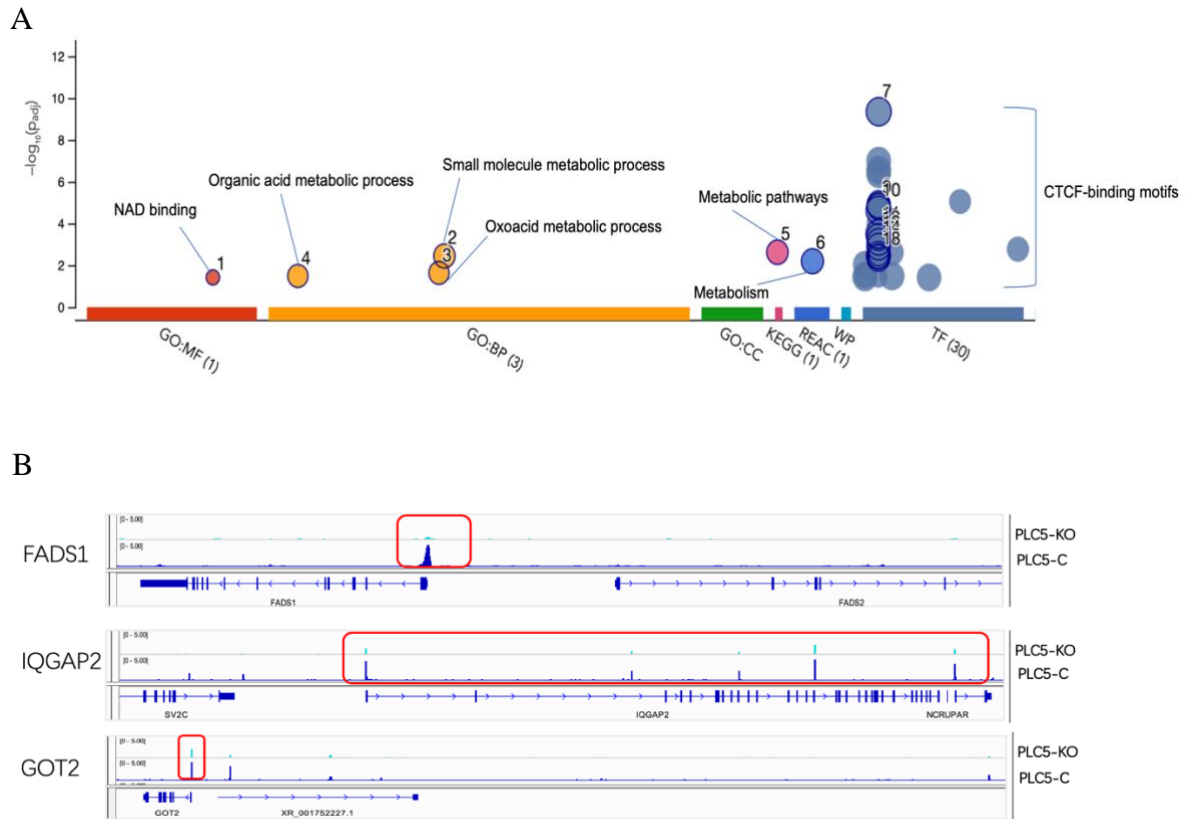 A
12
10
8
6
4
2
0
−log₁₀(padj)
NAD binding
Organic acid metabolic process
Small molecule metabolic process
Oxoacid metabolic process
Metabolic pathways
Metabolism
CTCF-binding motifs
1
4
2
3
5
6
7
10
8
GO:MF (1)
GO:BP (3)
GO:CC
KEGG (1)
REAC (1)
WP
TF (30)
B
FADS1
[0 - 5.00]
PLC5-KO
[0 - 5.00]
PLC5-C
FADS1
FADS2
IQGAP2
[0 - 5.00]
PLC5-KO
[0 - 5.00]
PLC5-C
SV2C
IQGAP2
NCRUPAR
GOT2
[0 - 5.00]
PLC5-KO
[0 - 5.00]
PLC5-C
GOT2
XR_001752227.1